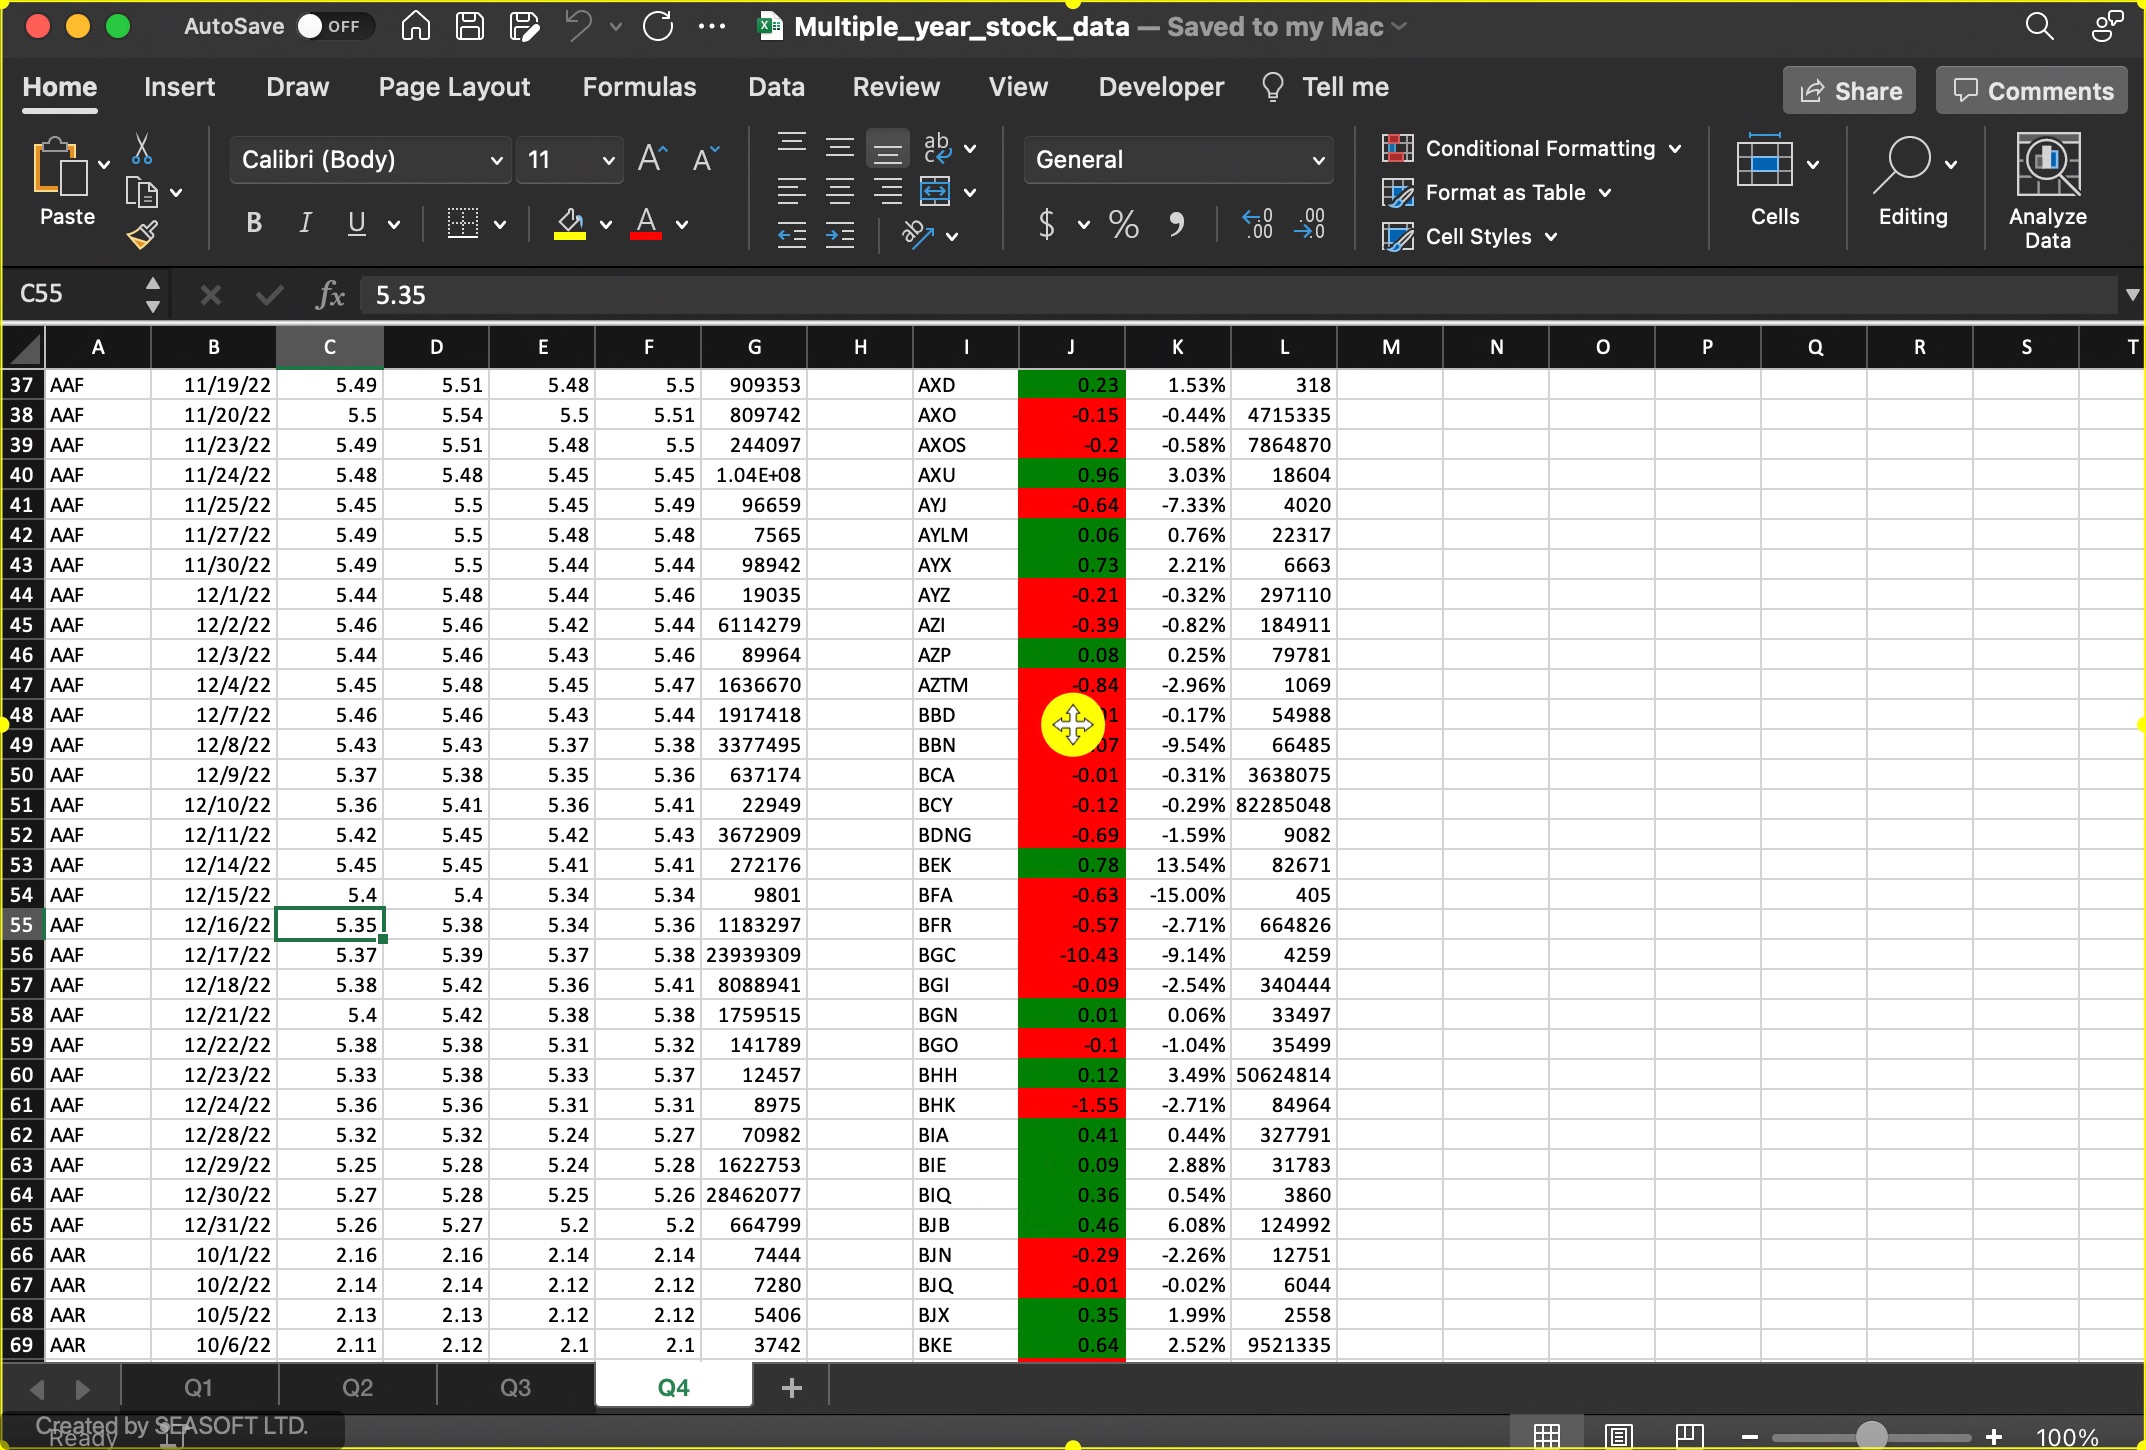 AutoSave OFF Multiple_year_stock_data — Saved to my Mac
Home Insert Draw Page Layout Formulas Data Review View Developer Tell me Share Comments
Paste Calibri (Body) 11 General Conditional Formatting Format as Table Cell Styles Cells Editing Analyze Data
C55 fx 5.35
A B C D E F G H I J K L M N O P Q R S T
37 AAF 11/19/22 5.49 5.51 5.48 5.5 909353 AXD 0.23 1.53% 318
38 AAF 11/20/22 5.5 5.54 5.5 5.51 809742 AXO -0.15 -0.44% 4715335
39 AAF 11/23/22 5.49 5.51 5.48 5.5 244097 AXOS -0.2 -0.58% 7864870
40 AAF 11/24/22 5.48 5.48 5.45 5.45 1.04E+08 AXU 0.96 3.03% 18604
41 AAF 11/25/22 5.45 5.5 5.45 5.49 96659 AYJ -0.64 -7.33% 4020
42 AAF 11/27/22 5.49 5.5 5.48 5.48 7565 AYLM 0.06 0.76% 22317
43 AAF 11/30/22 5.49 5.5 5.44 5.44 98942 AYX 0.73 2.21% 6663
44 AAF 12/1/22 5.44 5.48 5.44 5.46 19035 AYZ -0.21 -0.32% 297110
45 AAF 12/2/22 5.46 5.46 5.42 5.44 6114279 AZI -0.39 -0.82% 184911
46 AAF 12/3/22 5.44 5.46 5.43 5.46 89964 AZP 0.08 0.25% 79781
47 AAF 12/4/22 5.45 5.48 5.45 5.47 1636670 AZTM -0.84 -2.96% 1069
48 AAF 12/7/22 5.46 5.46 5.43 5.44 1917418 BBD -0.17% 54988
49 AAF 12/8/22 5.43 5.43 5.37 5.38 3377495 BBN -9.54% 66485
50 AAF 12/9/22 5.37 5.38 5.35 5.36 637174 BCA -0.01 -0.31% 3638075
51 AAF 12/10/22 5.36 5.41 5.36 5.41 22949 BCY -0.12 -0.29% 82285048
52 AAF 12/11/22 5.42 5.45 5.42 5.43 3672909 BDNG -0.69 -1.59% 9082
53 AAF 12/14/22 5.45 5.45 5.41 5.41 272176 BEK 0.78 13.54% 82671
54 AAF 12/15/22 5.4 5.4 5.34 5.34 9801 BFA -0.63 -15.00% 405
55 AAF 12/16/22 5.35 5.38 5.34 5.36 1183297 BFR -0.57 -2.71% 664826
56 AAF 12/17/22 5.37 5.39 5.37 5.38 23939309 BGC -10.43 -9.14% 4259
57 AAF 12/18/22 5.38 5.42 5.36 5.41 8088941 BGI -0.09 -2.54% 340444
58 AAF 12/21/22 5.4 5.42 5.38 5.38 1759515 BGN 0.01 0.06% 33497
59 AAF 12/22/22 5.38 5.38 5.31 5.32 141789 BGO -0.1 -1.04% 35499
60 AAF 12/23/22 5.33 5.38 5.33 5.37 12457 BHH 0.12 3.49% 50624814
61 AAF 12/24/22 5.36 5.36 5.31 5.31 8975 BHK -1.55 -2.71% 84964
62 AAF 12/28/22 5.32 5.32 5.24 5.27 70982 BIA 0.41 0.44% 327791
63 AAF 12/29/22 5.25 5.28 5.24 5.28 1622753 BIE 0.09 2.88% 31783
64 AAF 12/30/22 5.27 5.28 5.25 5.26 28462077 BIQ 0.36 0.54% 3860
65 AAF 12/31/22 5.26 5.27 5.2 5.2 664799 BJB 0.46 6.08% 124992
66 AAR 10/1/22 2.16 2.16 2.14 2.14 7444 BJN -0.29 -2.26% 12751
67 AAR 10/2/22 2.14 2.14 2.12 2.12 7280 BJQ -0.01 -0.02% 6044
68 AAR 10/5/22 2.13 2.13 2.12 2.12 5406 BJX 0.35 1.99% 2558
69 AAR 10/6/22 2.11 2.12 2.1 2.1 3742 BKE 0.64 2.52% 9521335
Q1 Q2 Q3 Q4 +
Created by SEASOFT LTD.
Ready 100%